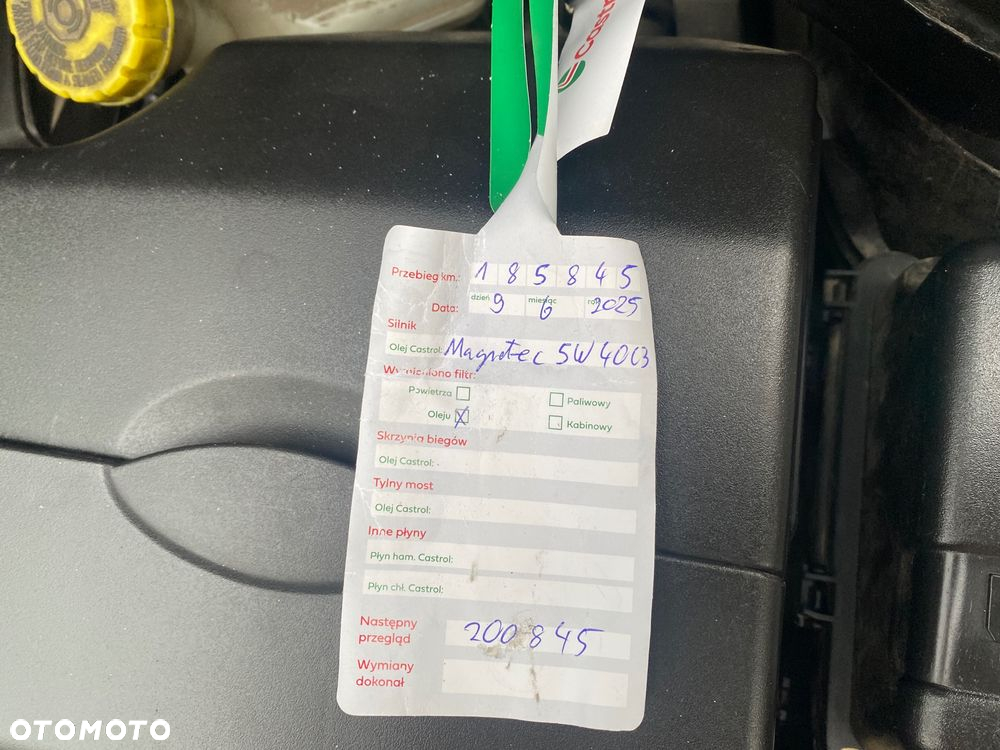 Castrol
Przebieg km.: 185845
Data: dzień 9 miesiąc 6 rok 2025
Silnik
Olej Castrol: Magnatec 5W40C3
Wymieniono filtr:
Powietrza Paliwowy
Oleju X Kabinowy
Skrzynia biegów
Olej Castrol:
Tylny most
Olej Castrol:
Inne płyny
Płyn ham. Castrol:
Płyn chł. Castrol:
Następny
przegląd 200845
Wymiany
dokonał
OTOMOTO